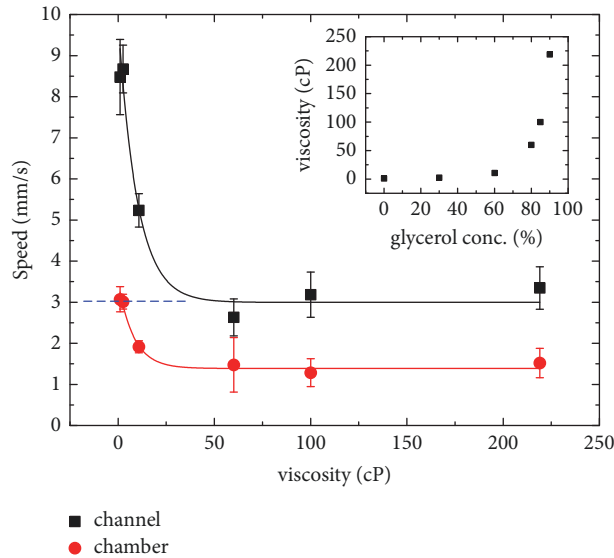 10
9
8
7
6
5
4
3
2
1
0
Speed (mm/s)
0 50 100 150 200 250
viscosity (cP)
250
200
150
100
50
0
viscosity (cP)
0 20 40 60 80 100
glycerol conc. (%)
channel
chamber